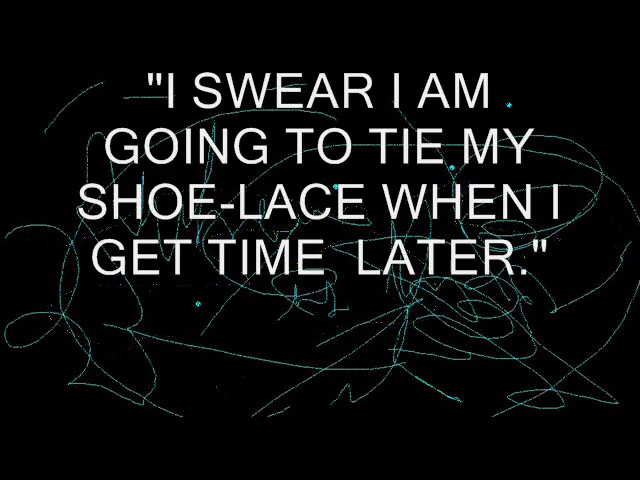 "I SWEAR I AM
GOING TO TIE MY
SHOE-LACE WHEN I
GET TIME  LATER."